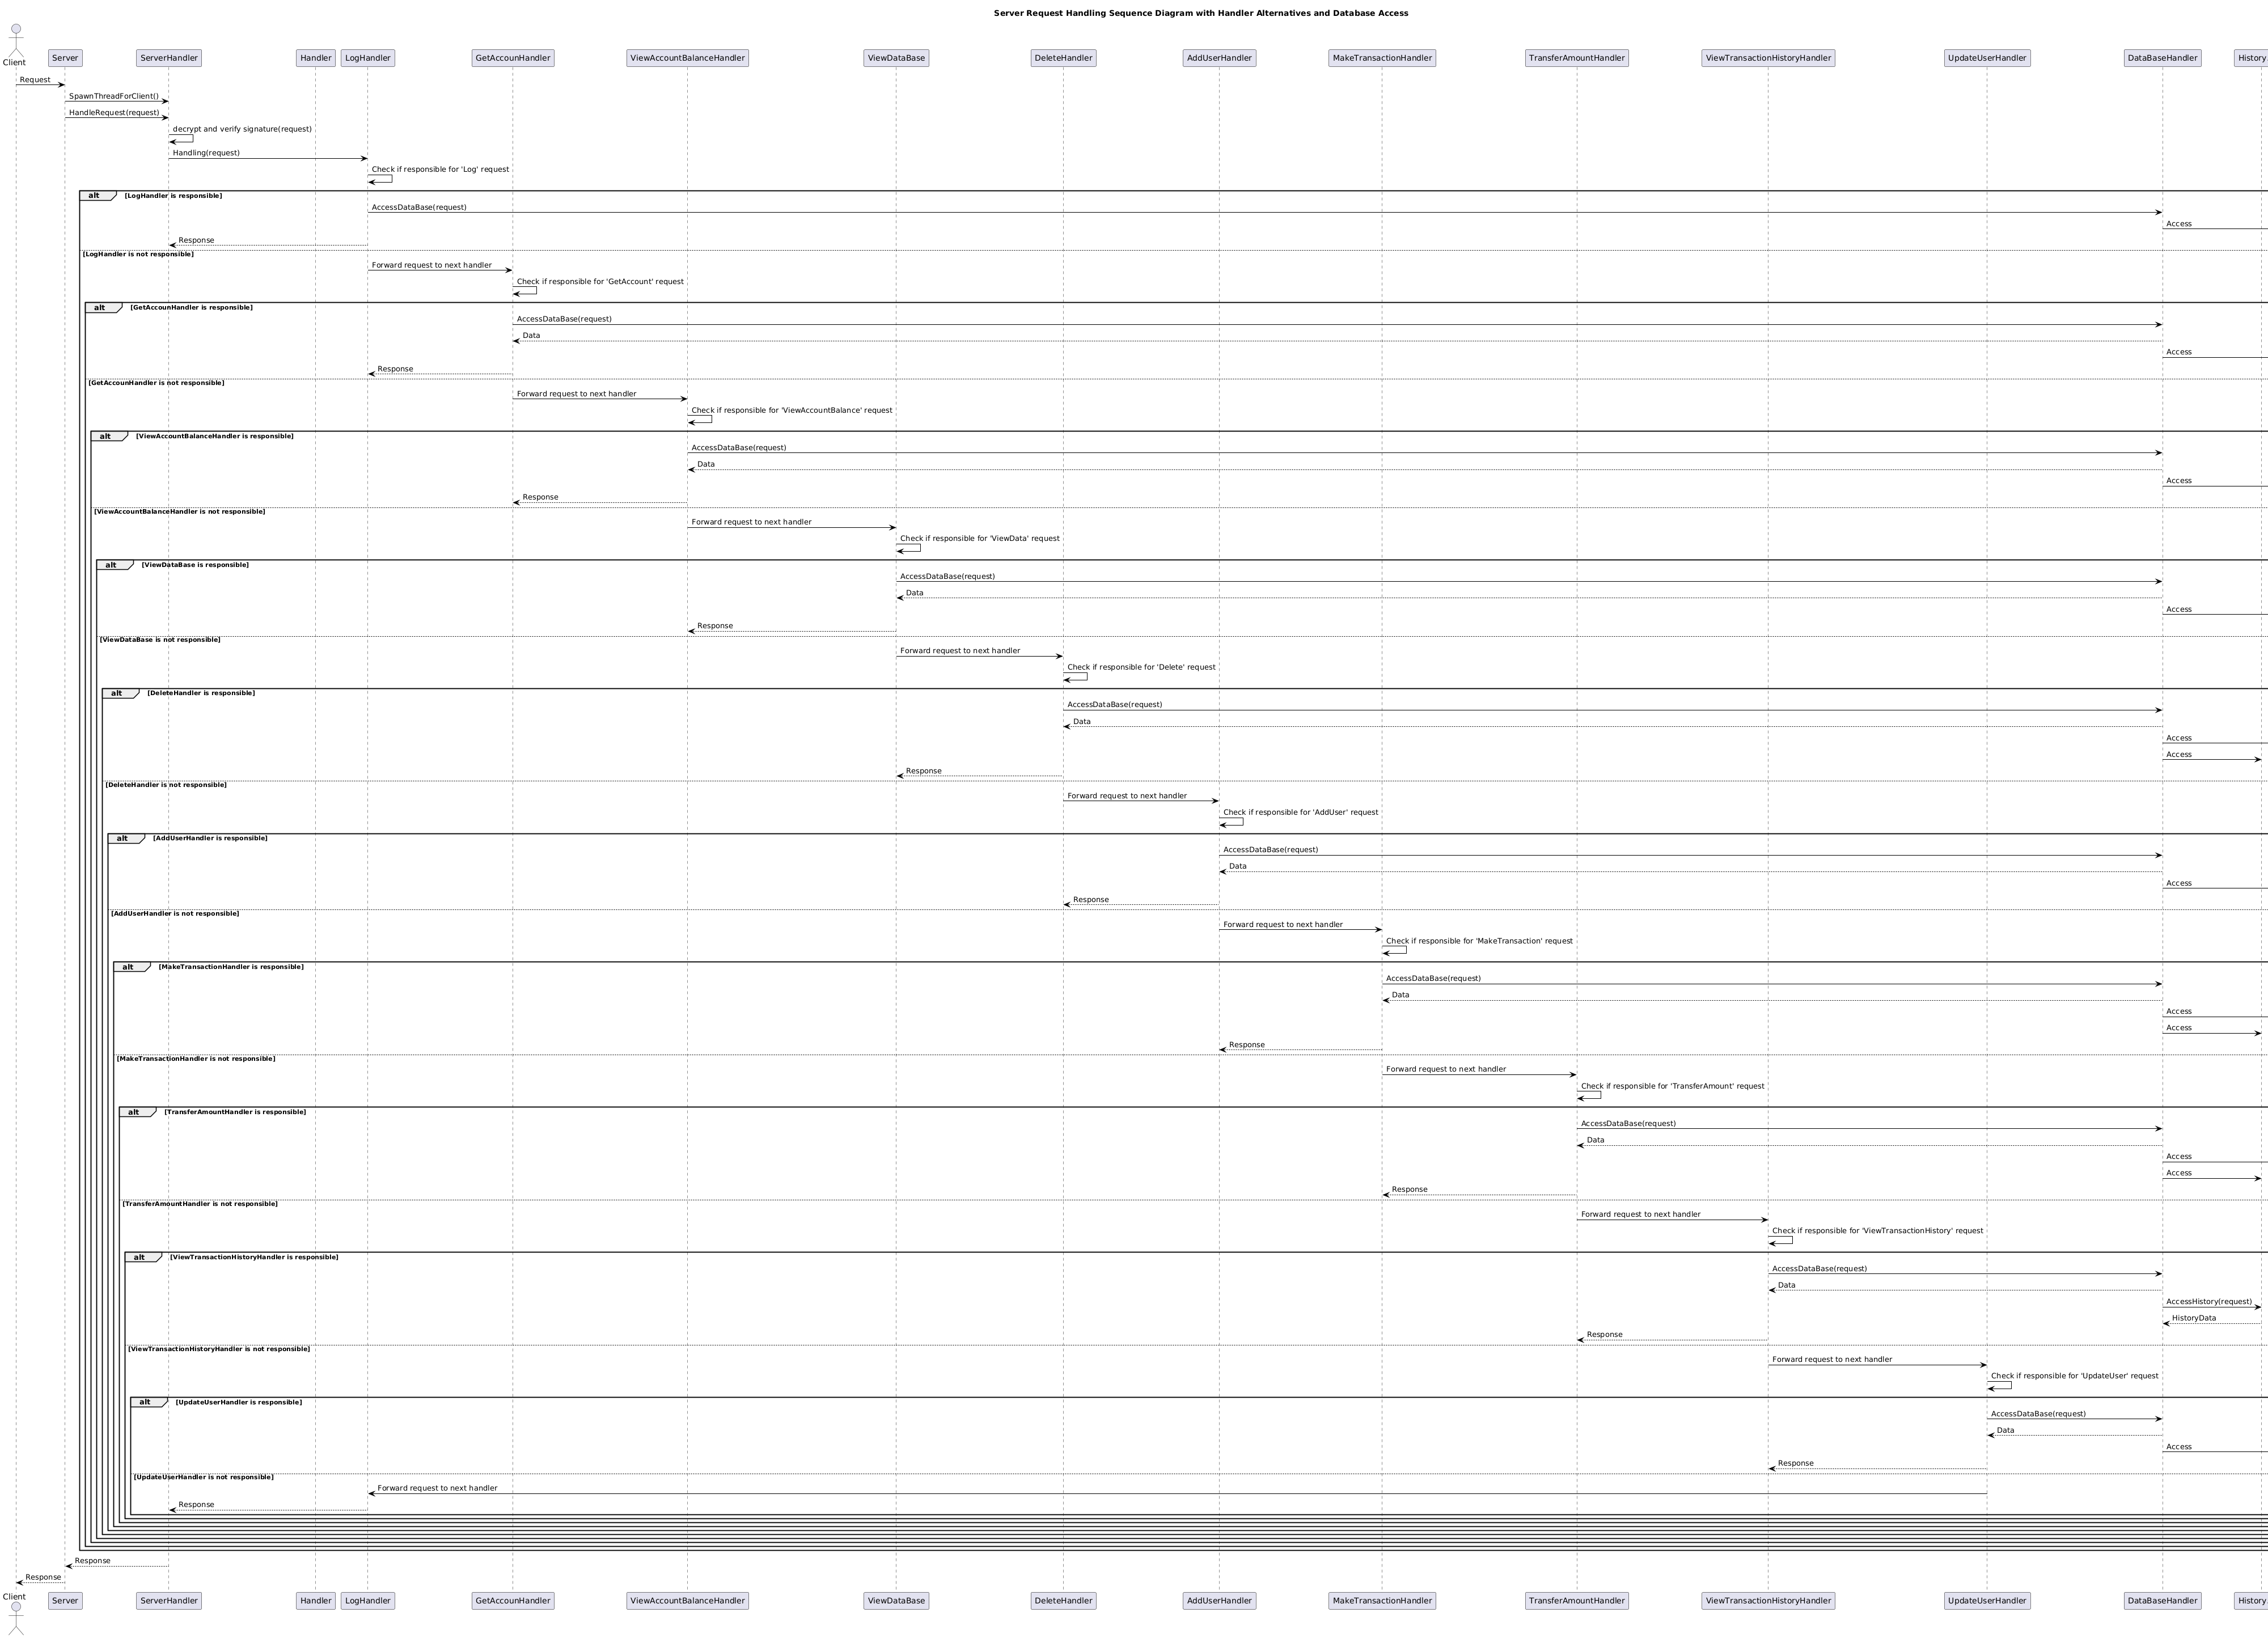 Server Request Handling Sequence Diagram with Handler Alternatives and Database Access
Client
Server
ServerHandler
Handler
LogHandler
GetAccounHandler
ViewAccountBalanceHandler
ViewDataBase
DeleteHandler
AddUserHandler
MakeTransactionHandler
TransferAmountHandler
ViewTransactionHistoryHandler
UpdateUserHandler
DataBaseHandler
History
Request
SpawnThreadForClient()
HandleRequest(request)
decrypt and verify signature(request)
Handling(request)
Check if responsible for 'Log' request
alt [LogHandler is responsible]
AccessDataBase(request)
Access
Response
[LogHandler is not responsible]
Forward request to next handler
Check if responsible for 'GetAccount' request
alt [GetAccounHandler is responsible]
AccessDataBase(request)
Data
Access
Response
[GetAccounHandler is not responsible]
Forward request to next handler
Check if responsible for 'ViewAccountBalance' request
alt [ViewAccountBalanceHandler is responsible]
AccessDataBase(request)
Data
Access
Response
[ViewAccountBalanceHandler is not responsible]
Forward request to next handler
Check if responsible for 'ViewData' request
alt [ViewDataBase is responsible]
AccessDataBase(request)
Data
Access
Response
[ViewDataBase is not responsible]
Forward request to next handler
Check if responsible for 'Delete' request
alt [DeleteHandler is responsible]
AccessDataBase(request)
Data
Access
Access
Response
[DeleteHandler is not responsible]
Forward request to next handler
Check if responsible for 'AddUser' request
alt [AddUserHandler is responsible]
AccessDataBase(request)
Data
Access
Response
[AddUserHandler is not responsible]
Forward request to next handler
Check if responsible for 'MakeTransaction' request
alt [MakeTransactionHandler is responsible]
AccessDataBase(request)
Data
Access
Access
Response
[MakeTransactionHandler is not responsible]
Forward request to next handler
Check if responsible for 'TransferAmount' request
alt [TransferAmountHandler is responsible]
AccessDataBase(request)
Data
Access
Access
Response
[TransferAmountHandler is not responsible]
Forward request to next handler
Check if responsible for 'ViewTransactionHistory' request
alt [ViewTransactionHistoryHandler is responsible]
AccessDataBase(request)
Data
AccessHistory(request)
HistoryData
Response
[ViewTransactionHistoryHandler is not responsible]
Forward request to next handler
Check if responsible for 'UpdateUser' request
alt [UpdateUserHandler is responsible]
AccessDataBase(request)
Data
Access
Response
[UpdateUserHandler is not responsible]
Forward request to next handler
Response
Response
Response
Client
Server
ServerHandler
Handler
LogHandler
GetAccounHandler
ViewAccountBalanceHandler
ViewDataBase
DeleteHandler
AddUserHandler
MakeTransactionHandler
TransferAmountHandler
ViewTransactionHistoryHandler
UpdateUserHandler
DataBaseHandler
History